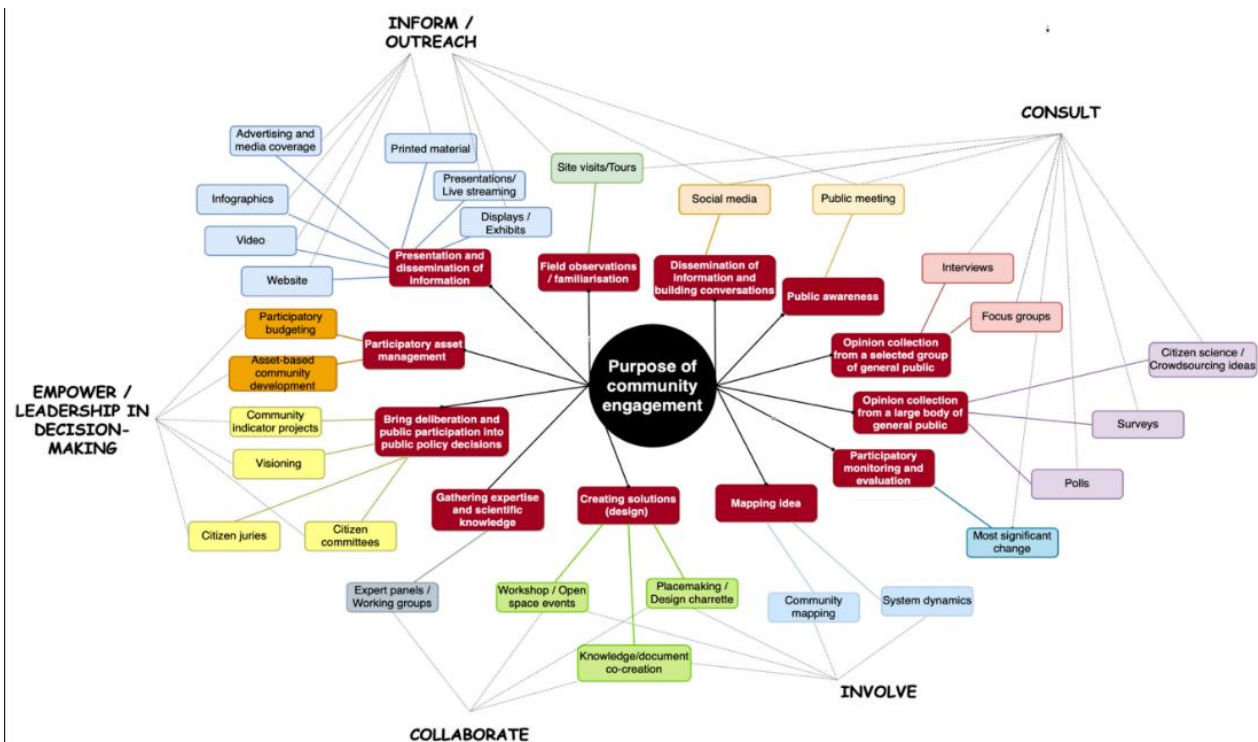 INFORM /
OUTREACH
CONSULT
Advertising and
media coverage
Printed material
Infographics
Presentations/
Live streaming
Video
Displays /
Exhibits
Website
Site visits/Tours
Social media
Public meeting
Presentation and
dissemination of
information
Field observations
/ familiarisation
Dissemination of
information and
building conversations
Public awareness
Interviews
Focus groups
Participatory
budgeting
Participatory asset
management
Asset-based
community
development
Purpose of
community
engagement
Opinion collection
from a selected group
of general public
Citizen science /
Crowdsourcing ideas
EMPOWER /
LEADERSHIP IN
DECISION-
MAKING
Community
indicator projects
Bring deliberation and
public participation into
public policy decisions
Opinion collection
from a large body of
general public
Surveys
Visioning
Participatory
monitoring and
evaluation
Polls
Citizen juries
Citizen
committees
Gathering expertise
and scientific
knowledge
Creating solutions
(design)
Mapping idea
Most significant
change
Expert panels /
Working groups
Workshop / Open
space events
Placemaking /
Design charrette
Community
mapping
System dynamics
Knowledge/document
co-creation
INVOLVE
COLLABORATE